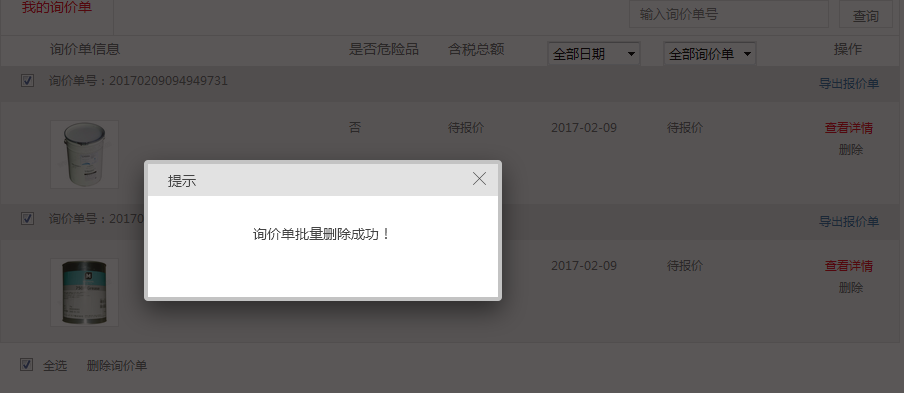 我的询价单
输入询价单号 查询
询价单信息 是否危险品 含税总额 全部日期 全部询价单 操作
询价单号：20170209094949731 导出报价单
否 待报价 2017-02-09 待报价 查看详情
删除
提示
询价单号：20170 导出报价单
询价单批量删除成功！
2017-02-09 待报价 查看详情
删除
全选 删除询价单